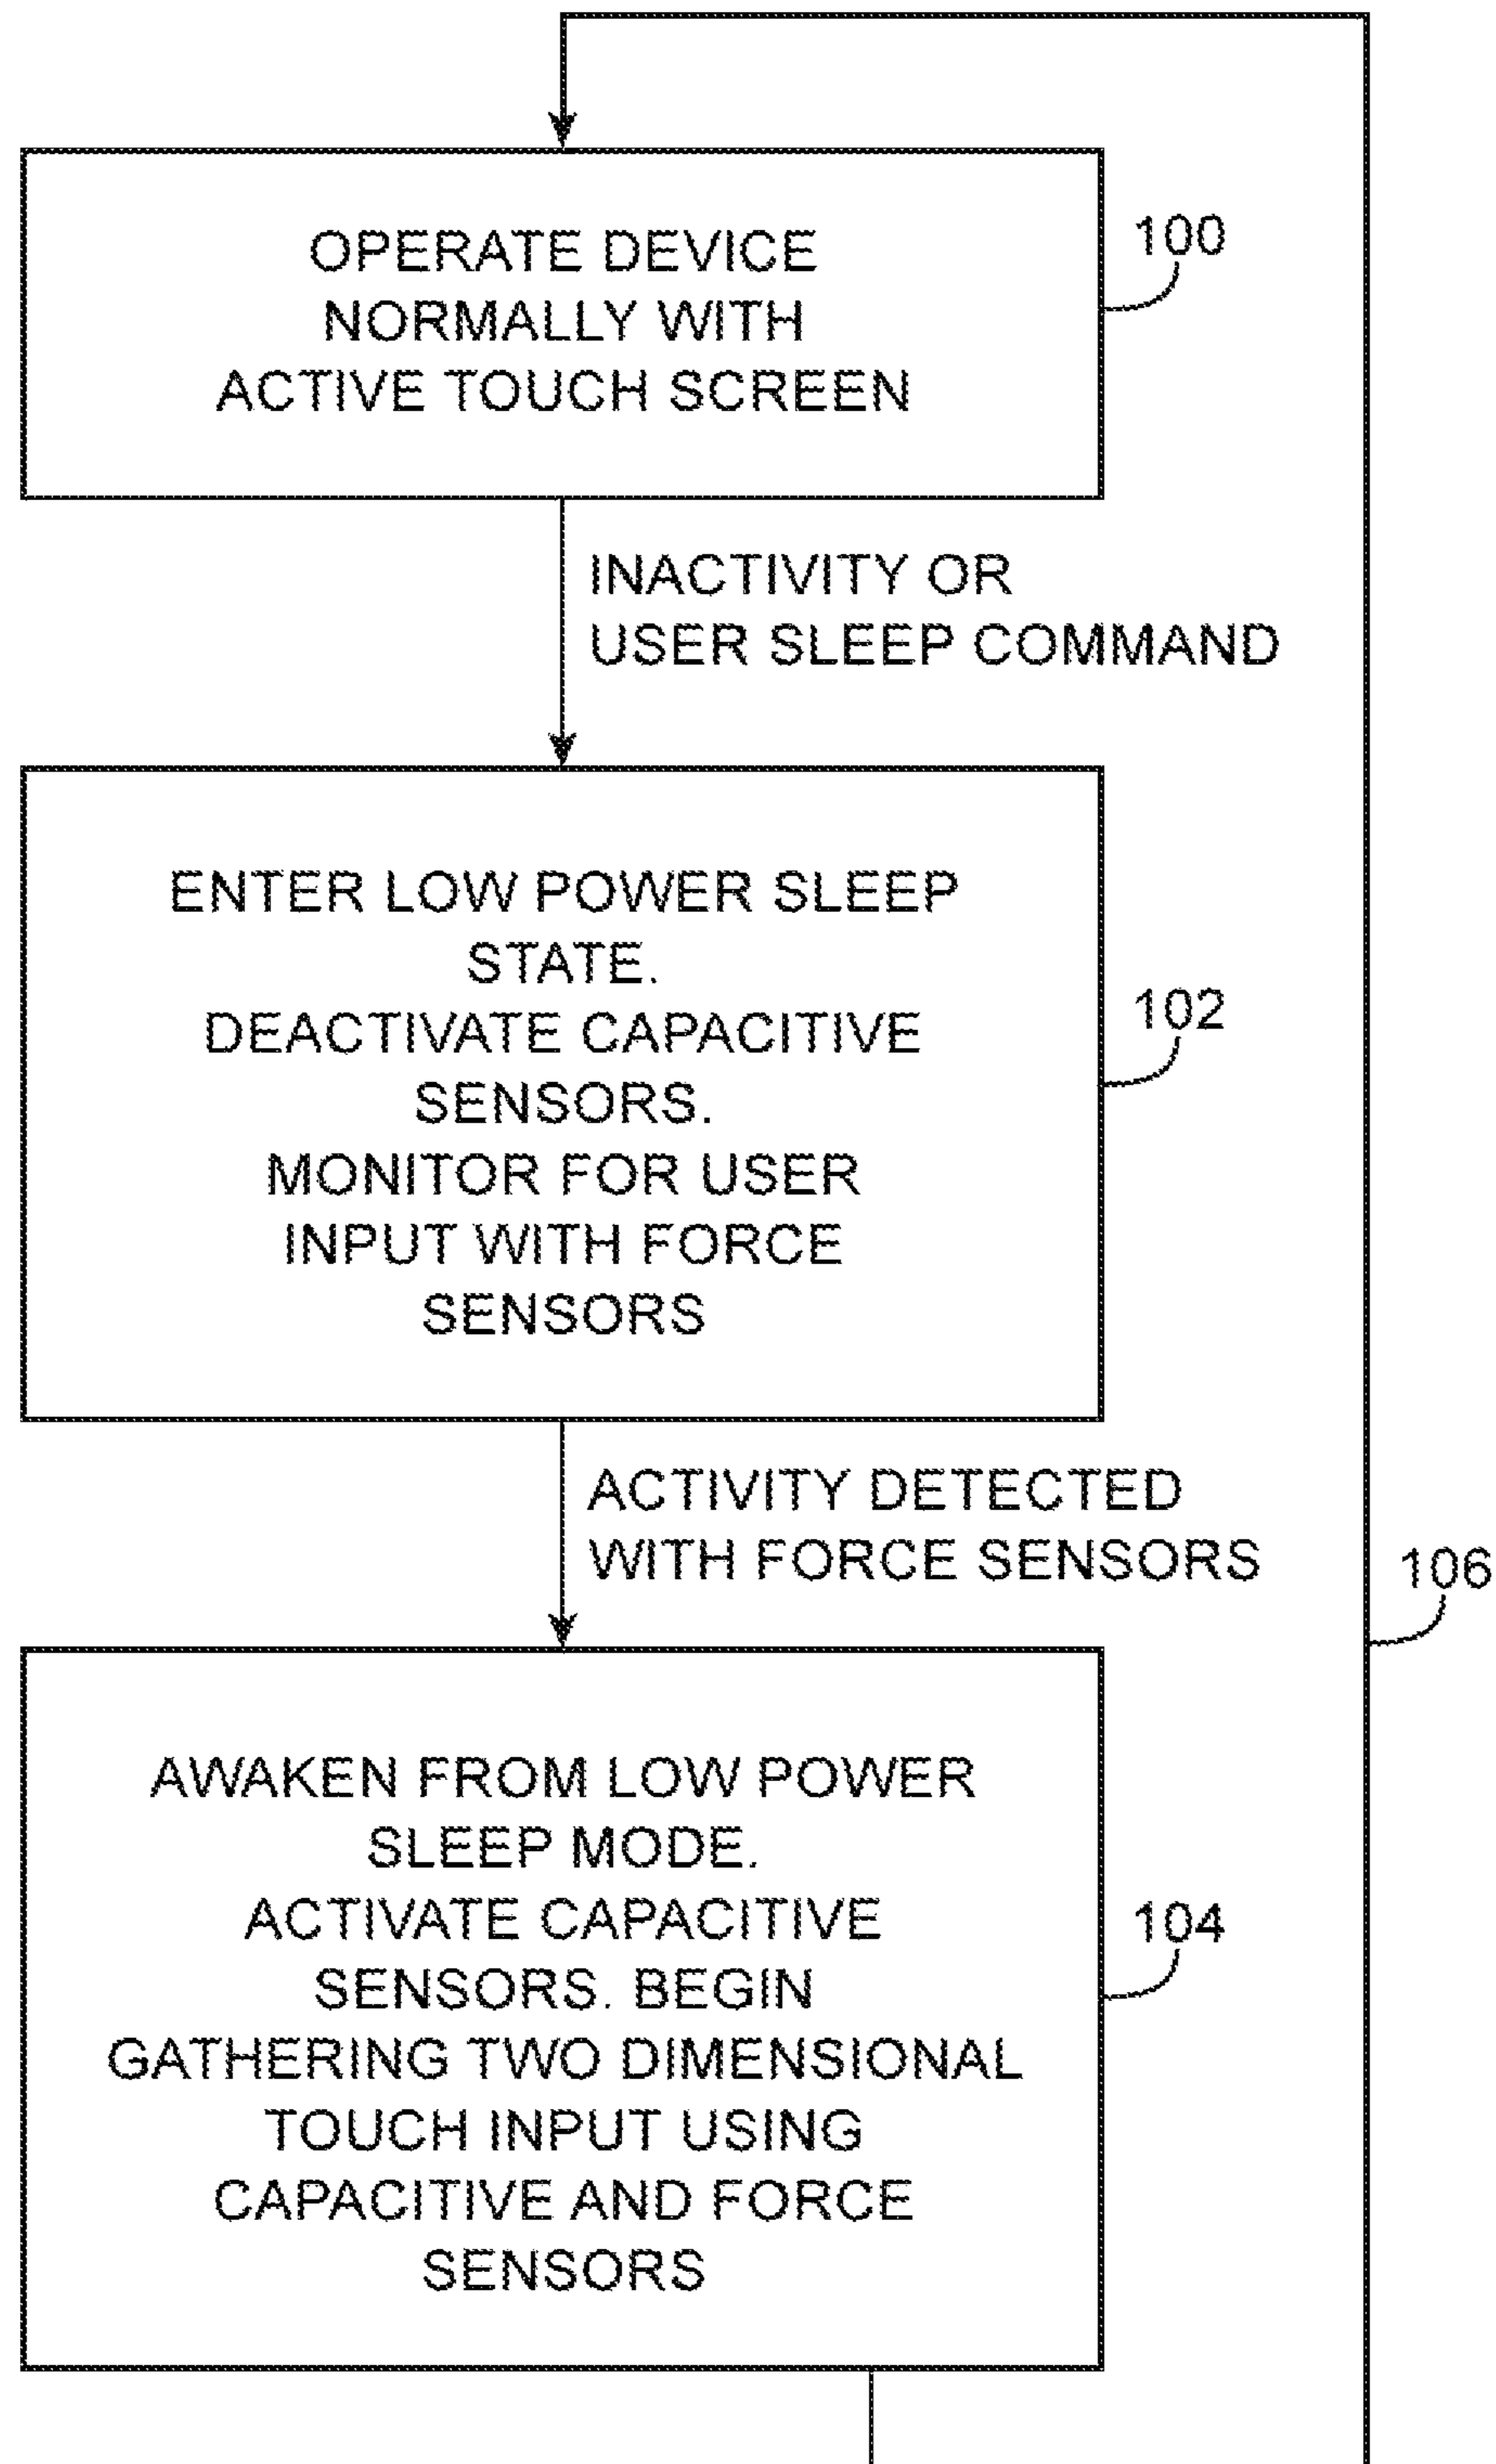 OPERATE DEVICE
NORMALLY WITH
ACTIVE TOUCH SCREEN
100
INACTIVITY OR
USER SLEEP COMMAND
ENTER LOW POWER SLEEP
STATE.
DEACTIVATE CAPACITIVE
SENSORS.
MONITOR FOR USER
INPUT WITH FORCE
SENSORS
102
ACTIVITY DETECTED
WITH FORCE SENSORS
106
AWAKEN FROM LOW POWER
SLEEP MODE.
ACTIVATE CAPACITIVE
SENSORS. BEGIN
GATHERING TWO DIMENSIONAL
TOUCH INPUT USING
CAPACITIVE AND FORCE
SENSORS
104